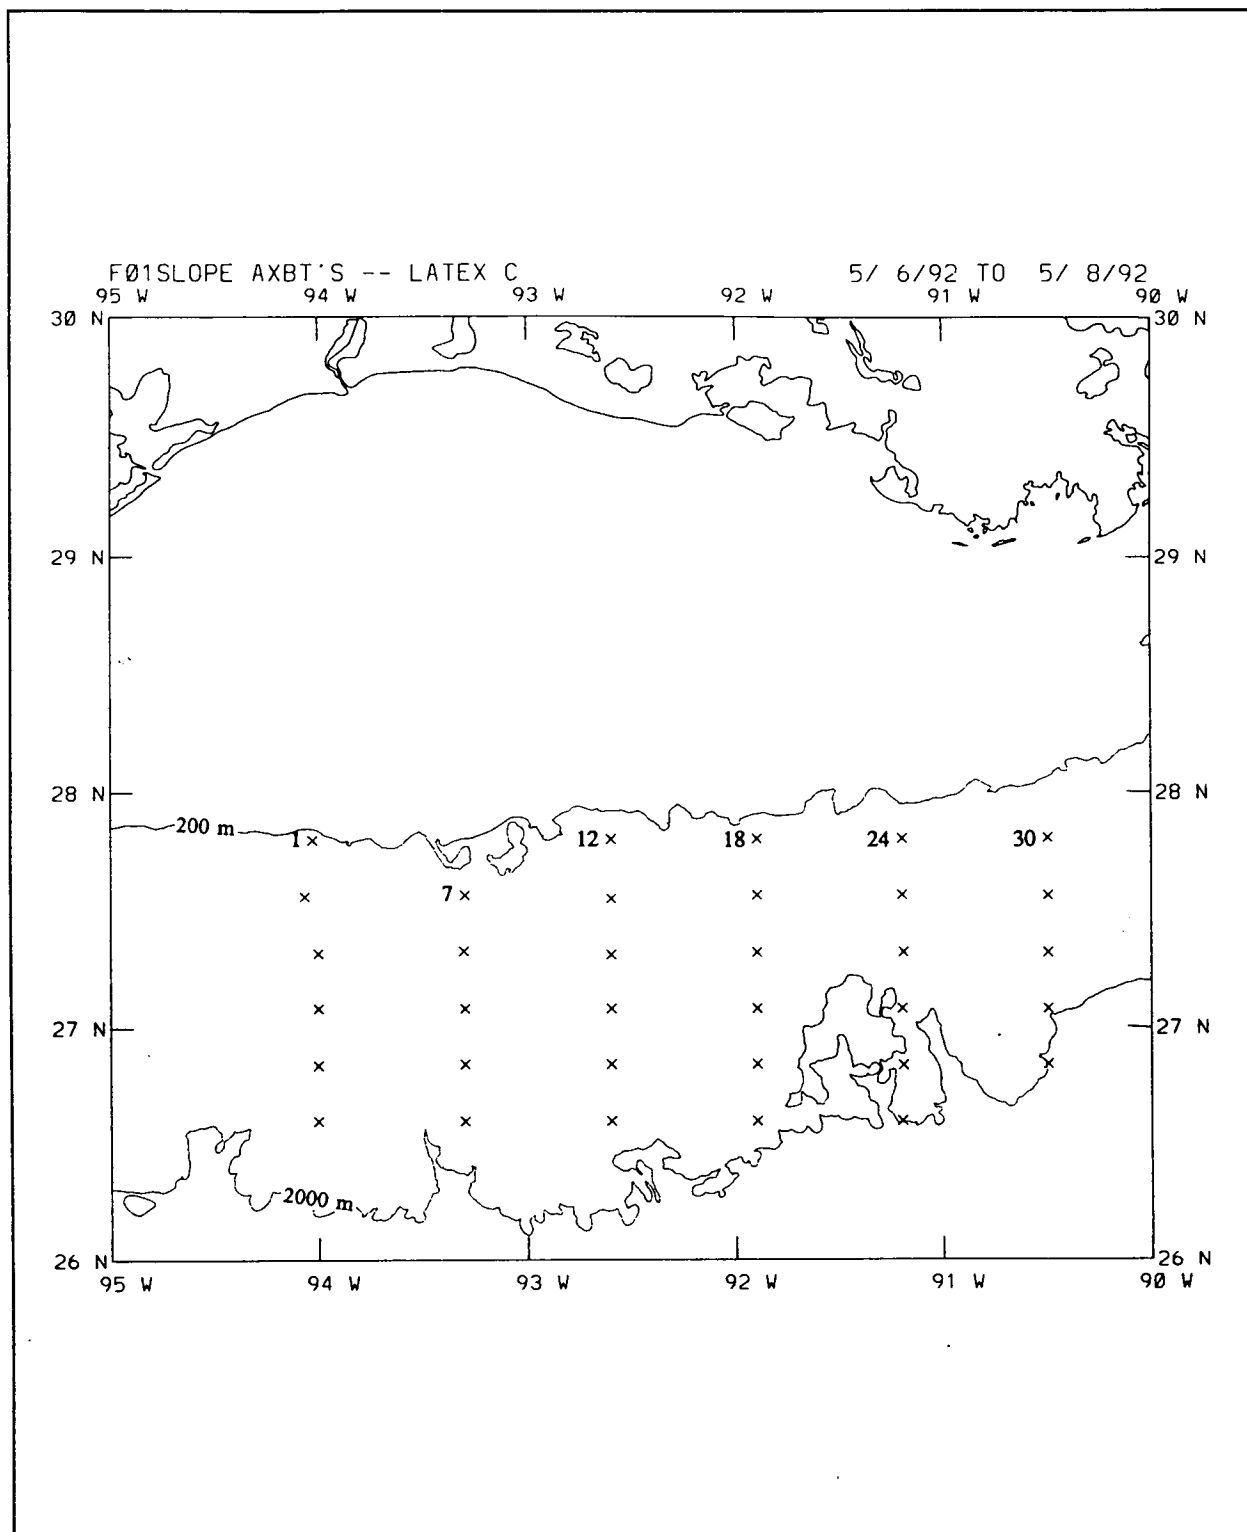 FØ1SLOPE AXBT'S -- LATEX C 5/ 6/92 TO 5/ 8/92
95 W 94 W 93 W 92 W 91 W 90 W
30 N 30 N
29 N 29 N
28 N 28 N
200 m
1 12 18 24 30
7
27 N 27 N
2000 m
26 N 26 N
95 W 94 W 93 W 92 W 91 W 90 W